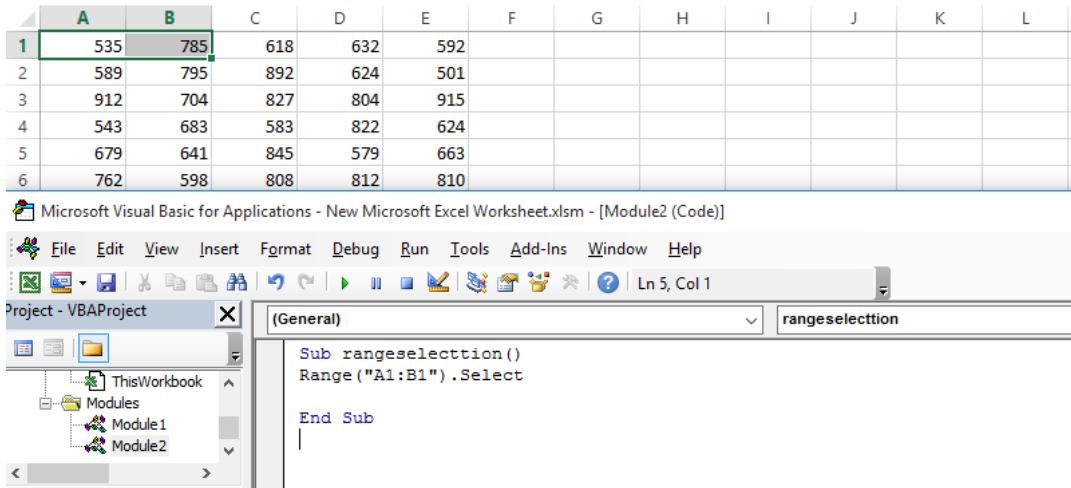 A B C D E F G H I J K L
1 535 785 618 632 592
2 589 795 892 624 501
3 912 704 827 804 915
4 543 683 583 822 624
5 679 641 845 579 663
6 762 598 808 812 810
Microsoft Visual Basic for Applications - New Microsoft Excel Worksheet.xlsm - [Module2 (Code)]
File Edit View Insert Format Debug Run Tools Add-Ins Window Help
Ln 5, Col 1
Project - VBAProject
(General) rangeselecttion
ThisWorkbook
Modules
Module1
Module2
Sub rangeselecttion()
Range("A1:B1").Select
End Sub